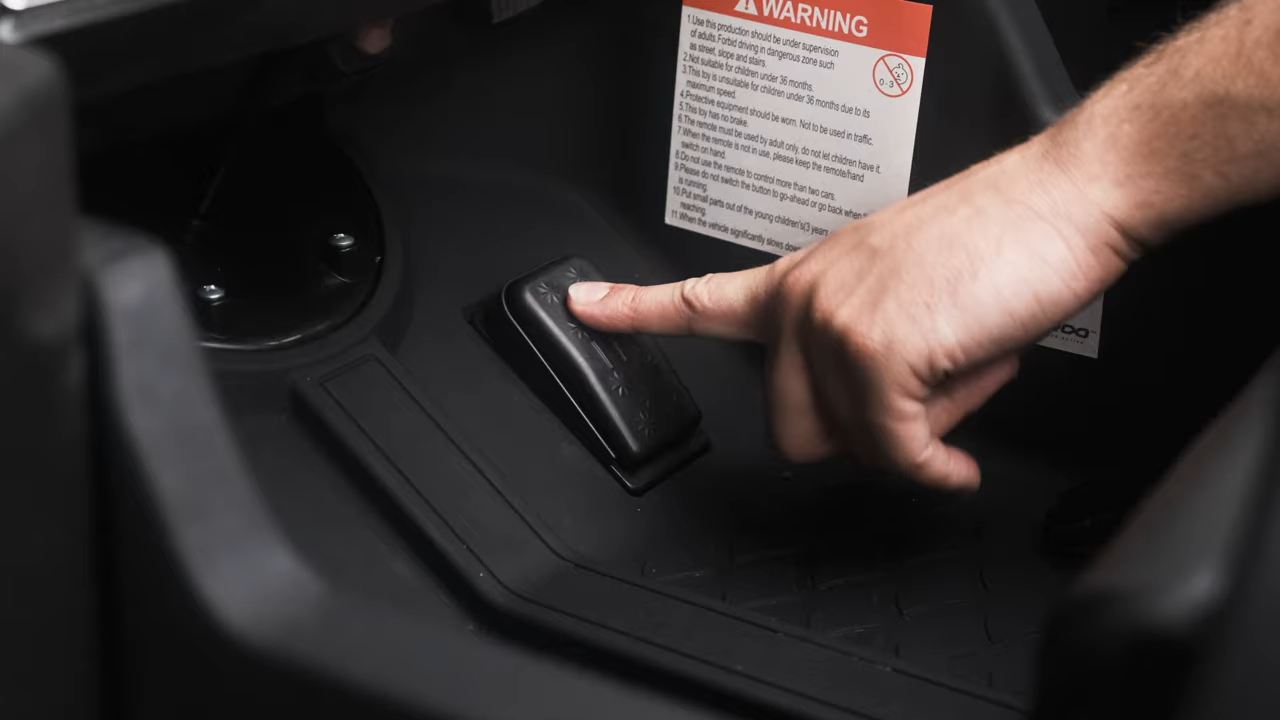 WARNING
1.Use this production should be under supervision
of adults.Forbid driving in dangerous zone such
as street, slope and stairs.
2.Not suitable for children under 36 months.
3.This toy is unsuitable for children under 36 months due to its
maximum speed.
4.Protective equipment should be worn. Not to be used in traffic.
5.This toy has no brake.
6.The remote must be used by adult only, do not let children have it.
7.When the remote is not in use, please keep the remote/hand
switch on hand.
8.Do not use the remote to control more than two cars.
9.Please do not switch the button to go-ahead or go back when
is running.
10.Put small parts out of the young children's(3 years
reaching.
11.When the vehicle significantly slows
0-3